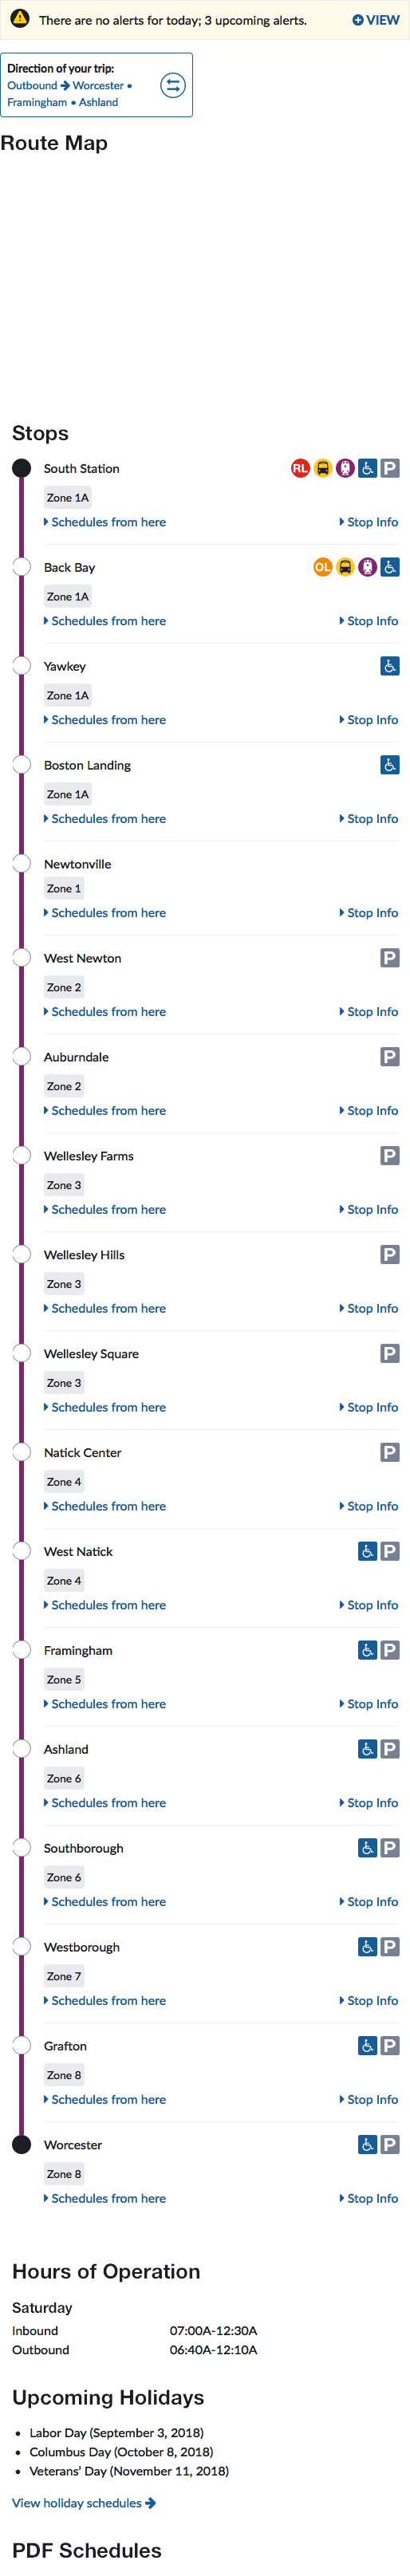 There are no alerts for today; 3 upcoming alerts. VIEW
Direction of your trip:
Outbound → Worcester •
Framingham • Ashland
Route Map
Stops
South Station RL P
Zone 1A
Schedules from here Stop Info
Back Bay OL
Zone 1A
Schedules from here Stop Info
Yawkey
Zone 1A
Schedules from here Stop Info
Boston Landing
Zone 1A
Schedules from here Stop Info
Newtonville
Zone 1
Schedules from here Stop Info
West Newton P
Zone 2
Schedules from here Stop Info
Auburndale P
Zone 2
Schedules from here Stop Info
Wellesley Farms P
Zone 3
Schedules from here Stop Info
Wellesley Hills P
Zone 3
Schedules from here Stop Info
Wellesley Square P
Zone 3
Schedules from here Stop Info
Natick Center P
Zone 4
Schedules from here Stop Info
West Natick P
Zone 4
Schedules from here Stop Info
Framingham P
Zone 5
Schedules from here Stop Info
Ashland P
Zone 6
Schedules from here Stop Info
Southborough P
Zone 6
Schedules from here Stop Info
Westborough P
Zone 7
Schedules from here Stop Info
Grafton P
Zone 8
Schedules from here Stop Info
Worcester P
Zone 8
Schedules from here Stop Info
Hours of Operation
Saturday
Inbound 07:00A-12:30A
Outbound 06:40A-12:10A
Upcoming Holidays
• Labor Day (September 3, 2018)
• Columbus Day (October 8, 2018)
• Veterans’ Day (November 11, 2018)
View holiday schedules →
PDF Schedules